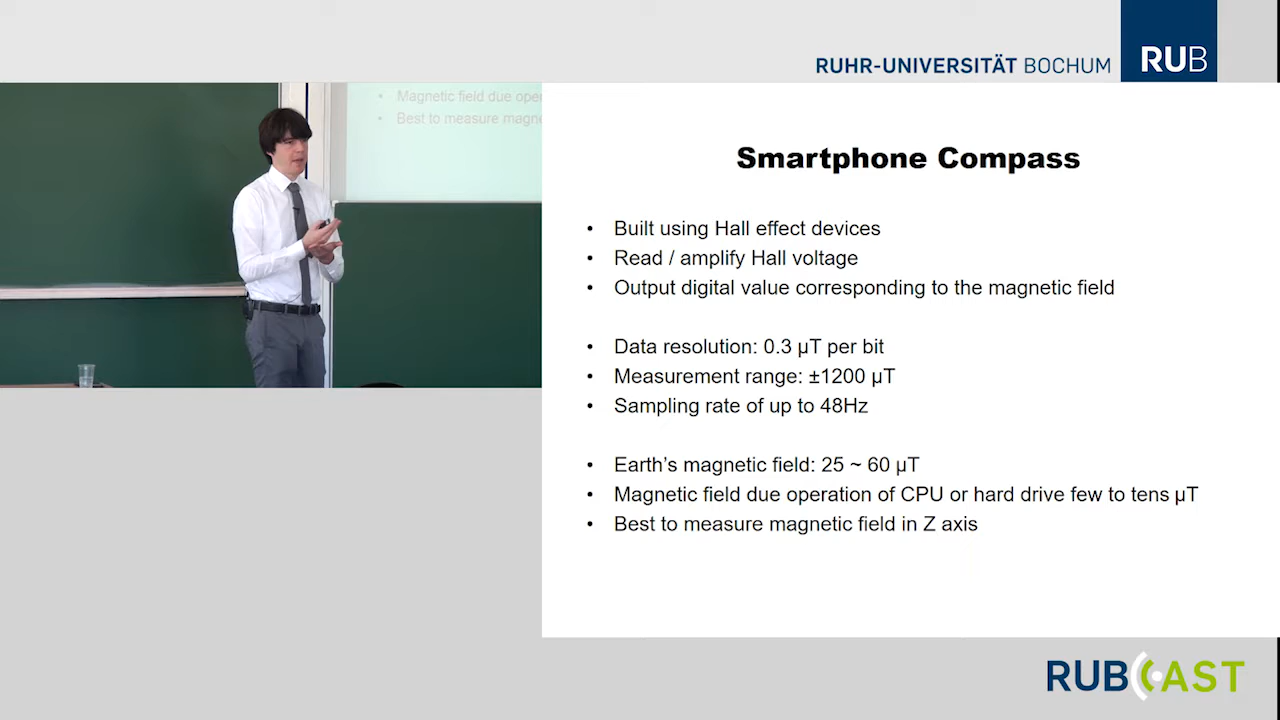 RUHR-UNIVERSITÄT BOCHUM
RUB
• Magnetic field due oper
• Best to measure magne
Smartphone Compass
• Built using Hall effect devices
• Read / amplify Hall voltage
• Output digital value corresponding to the magnetic field
• Data resolution: 0.3 µT per bit
• Measurement range: ±1200 µT
• Sampling rate of up to 48Hz
• Earth’s magnetic field: 25 ~ 60 µT
• Magnetic field due operation of CPU or hard drive few to tens µT
• Best to measure magnetic field in Z axis
RUBCAST